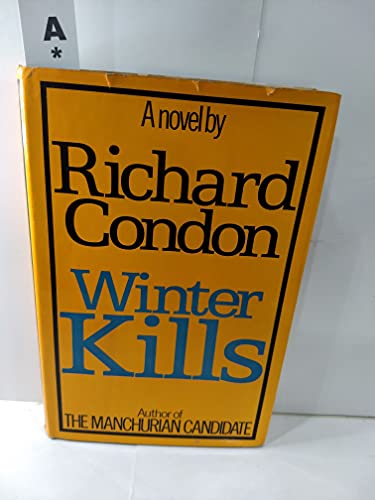 A
*
A novel by
Richard
Condon
Winter
Kills
Author of
THE MANCHURIAN CANDIDATE